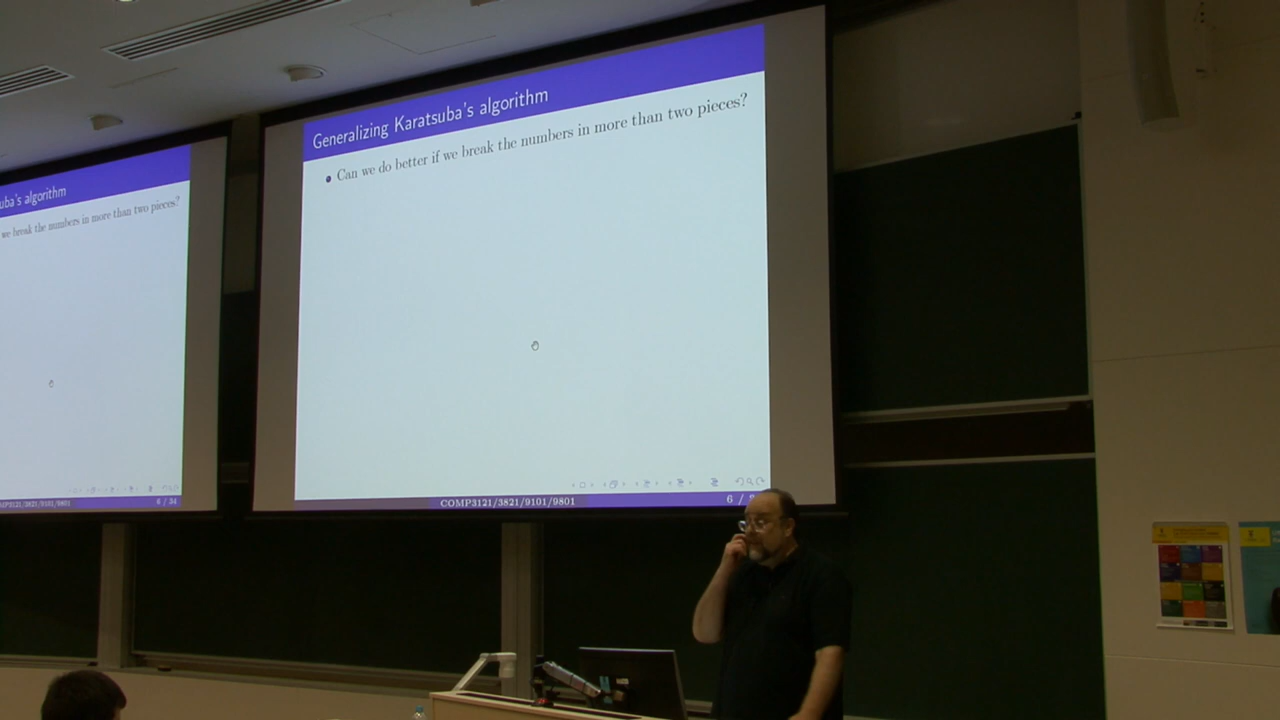 Generalizing Karatsuba's algorithm
Can we do better if we break the numbers in more than two pieces?
COMP3121/3821/9101/9801
6 /
algorithm
we break the numbers in more than two pieces?
6 / 34